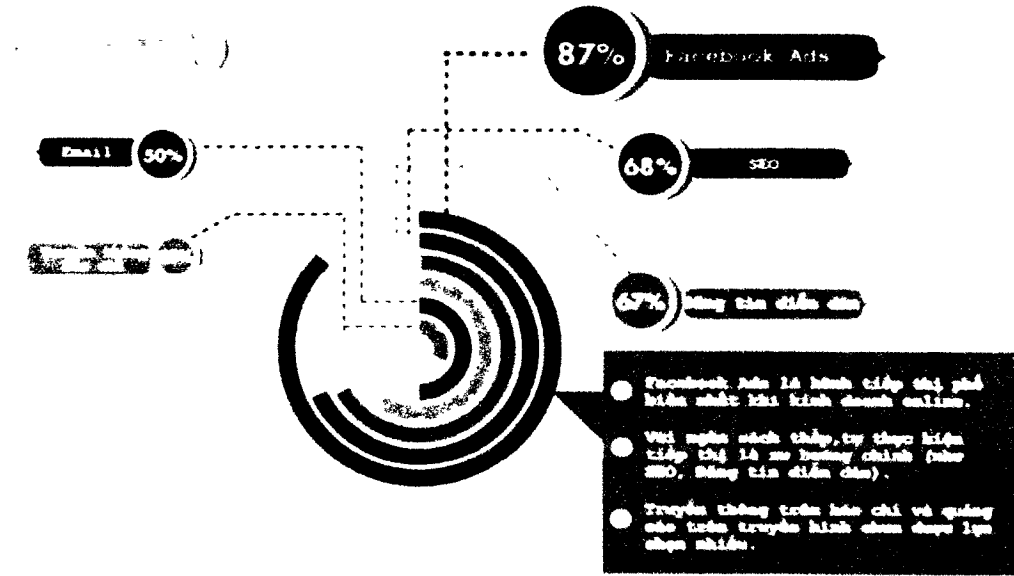 87% Facebook Ads
Email 50%
68% SEO
67% Đăng tin diễn đàn
Facebook Ads là kênh tiếp thị phổ
biến nhất khi kinh doanh online.
Với ngân sách thấp, tự thực hiện
tiếp thị là xu hướng chính (như
SEO, Đăng tin diễn đàn).
Truyền thông trên báo chí và quảng
cáo trên truyền hình chưa được lựa
chọn nhiều.